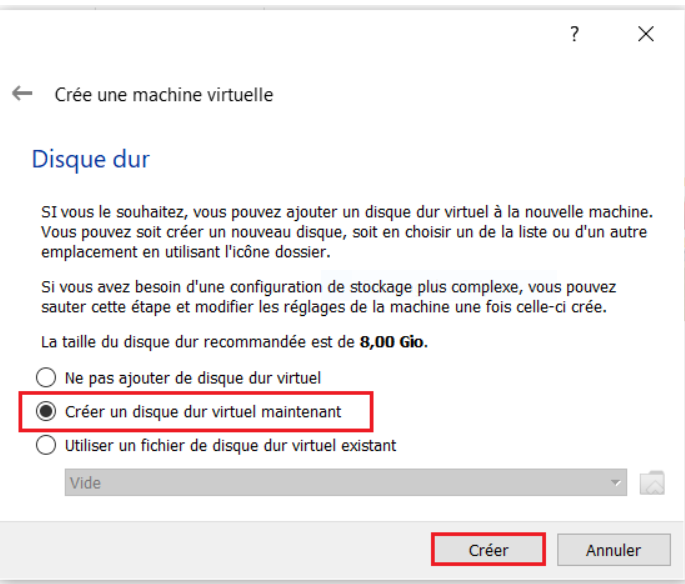 ?
Crée une machine virtuelle
Disque dur
SI vous le souhaitez, vous pouvez ajouter un disque dur virtuel à la nouvelle machine.
Vous pouvez soit créer un nouveau disque, soit en choisir un de la liste ou d'un autre
emplacement en utilisant l'icône dossier.
Si vous avez besoin d'une configuration de stockage plus complexe, vous pouvez
sauter cette étape et modifier les réglages de la machine une fois celle-ci crée.
La taille du disque dur recommandée est de 8,00 Gio.
Ne pas ajouter de disque dur virtuel
Créer un disque dur virtuel maintenant
Utiliser un fichier de disque dur virtuel existant
Vide
Créer Annuler